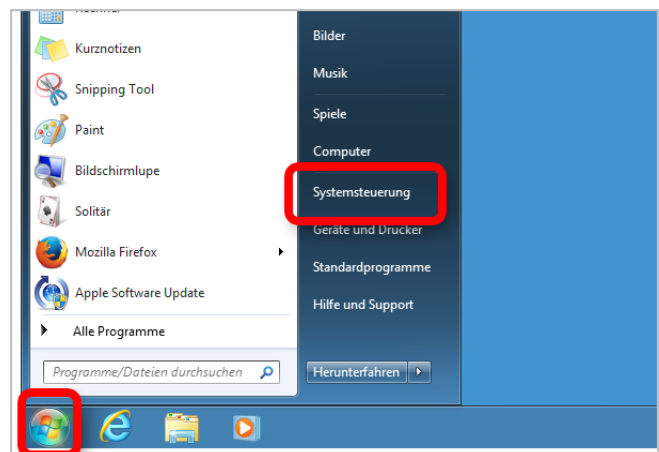 Kurznotizen
Snipping Tool
Paint
Bildschirmlupe
Solitär
Mozilla Firefox
Apple Software Update
Alle Programme
Programme/Dateien durchsuchen
Bilder
Musik
Spiele
Computer
Systemsteuerung
Geräte und Drucker
Standardprogramme
Hilfe und Support
Herunterfahren